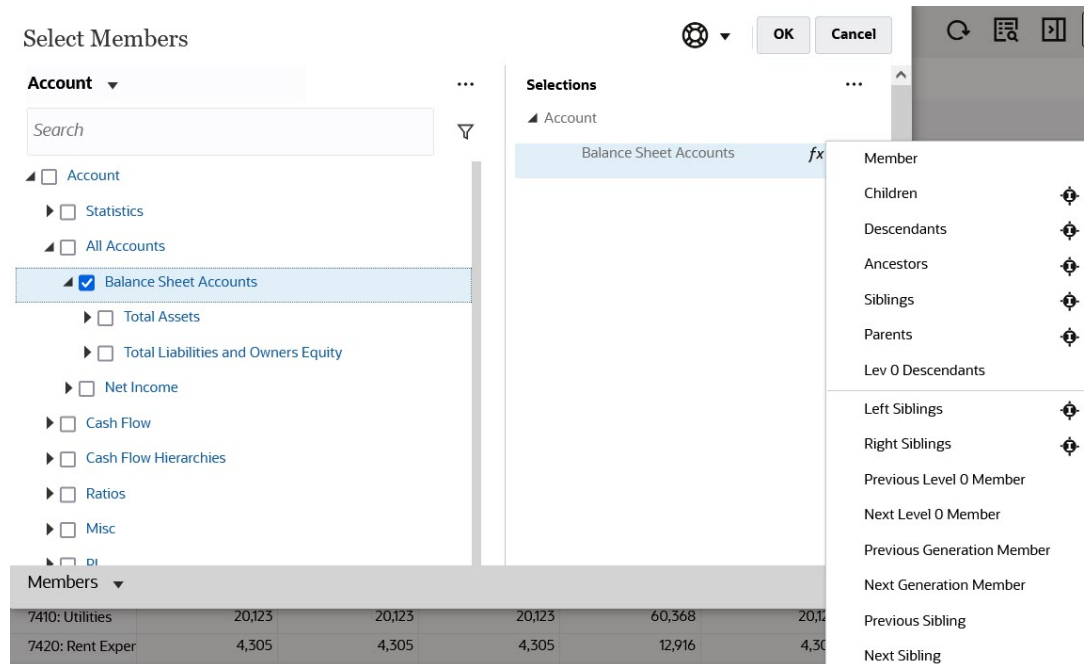 Select Members
OK
Cancel
Account
Search
Account
Statistics
All Accounts
Balance Sheet Accounts
Total Assets
Total Liabilities and Owners Equity
Net Income
Cash Flow
Cash Flow Hierarchies
Ratios
Misc
Members
Selections
Account
Balance Sheet Accounts fx
Member
Children
Descendants
Ancestors
Siblings
Parents
Lev 0 Descendants
Left Siblings
Right Siblings
Previous Level 0 Member
Next Level 0 Member
Previous Generation Member
Next Generation Member
Previous Sibling
Next Sibling
7410: Utilities 20,123 20,123 20,123 60,368
7420: Rent Exper 4,305 4,305 4,305 12,916